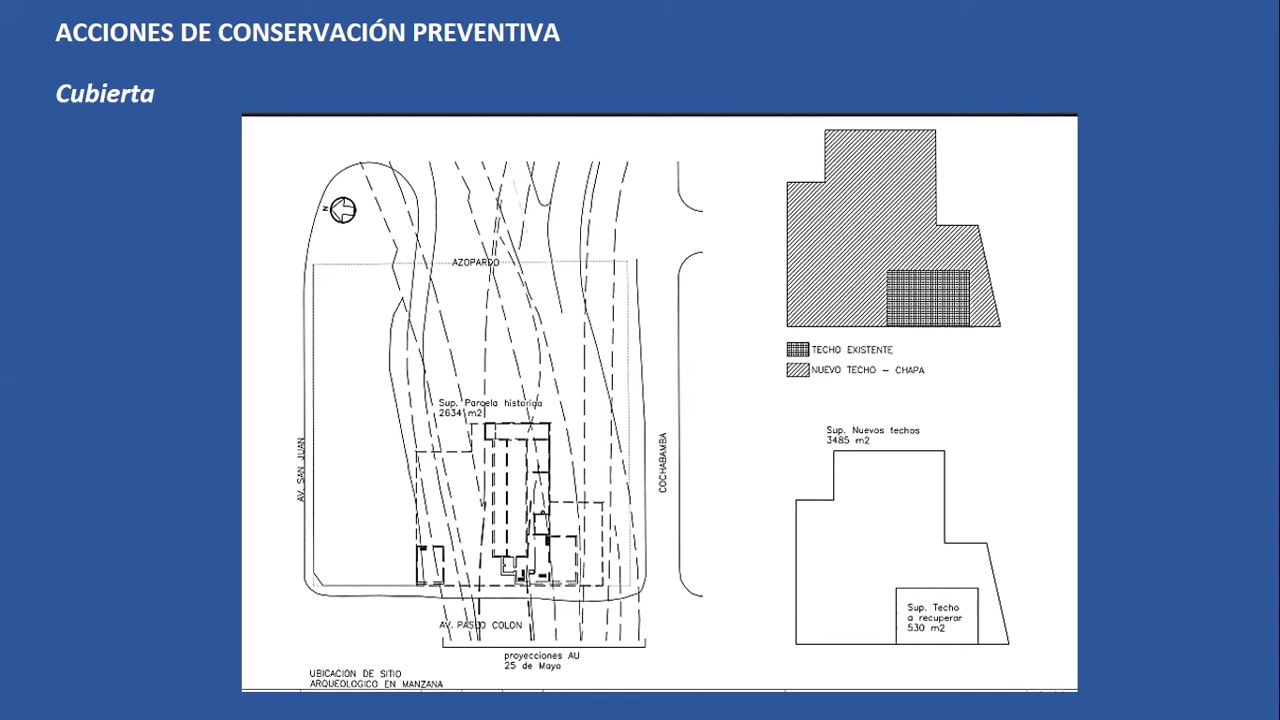 ACCIONES DE CONSERVACIÓN PREVENTIVA
Cubierta
N
AZOPARDO
Sup. Parcela historica
2634 m2
AV. SAN JUAN
COCHABAMBA
AV. PASEO COLON
proyecciones AU
25 de Mayo
UBICACION DE SITIO
ARQUEOLOGICO EN MANZANA
TECHO EXISTENTE
NUEVO TECHO - CHAPA
Sup. Nuevos techos
3485 m2
Sup. Techo
a recuperar
530 m2